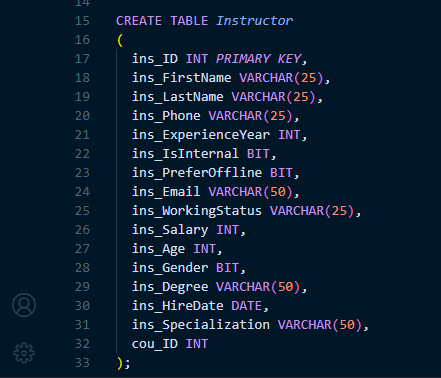 14
15 CREATE TABLE Instructor
16 (
17 ins_ID INT PRIMARY KEY,
18 ins_FirstName VARCHAR(25),
19 ins_LastName VARCHAR(25),
20 ins_Phone VARCHAR(25),
21 ins_ExperienceYear INT,
22 ins_IsInternal BIT,
23 ins_PreferOffline BIT,
24 ins_Email VARCHAR(50),
25 ins_WorkingStatus VARCHAR(25),
26 ins_Salary INT,
27 ins_Age INT,
28 ins_Gender BIT,
29 ins_Degree VARCHAR(50),
30 ins_HireDate DATE,
31 ins_Specialization VARCHAR(50),
32 cou_ID INT
33 );